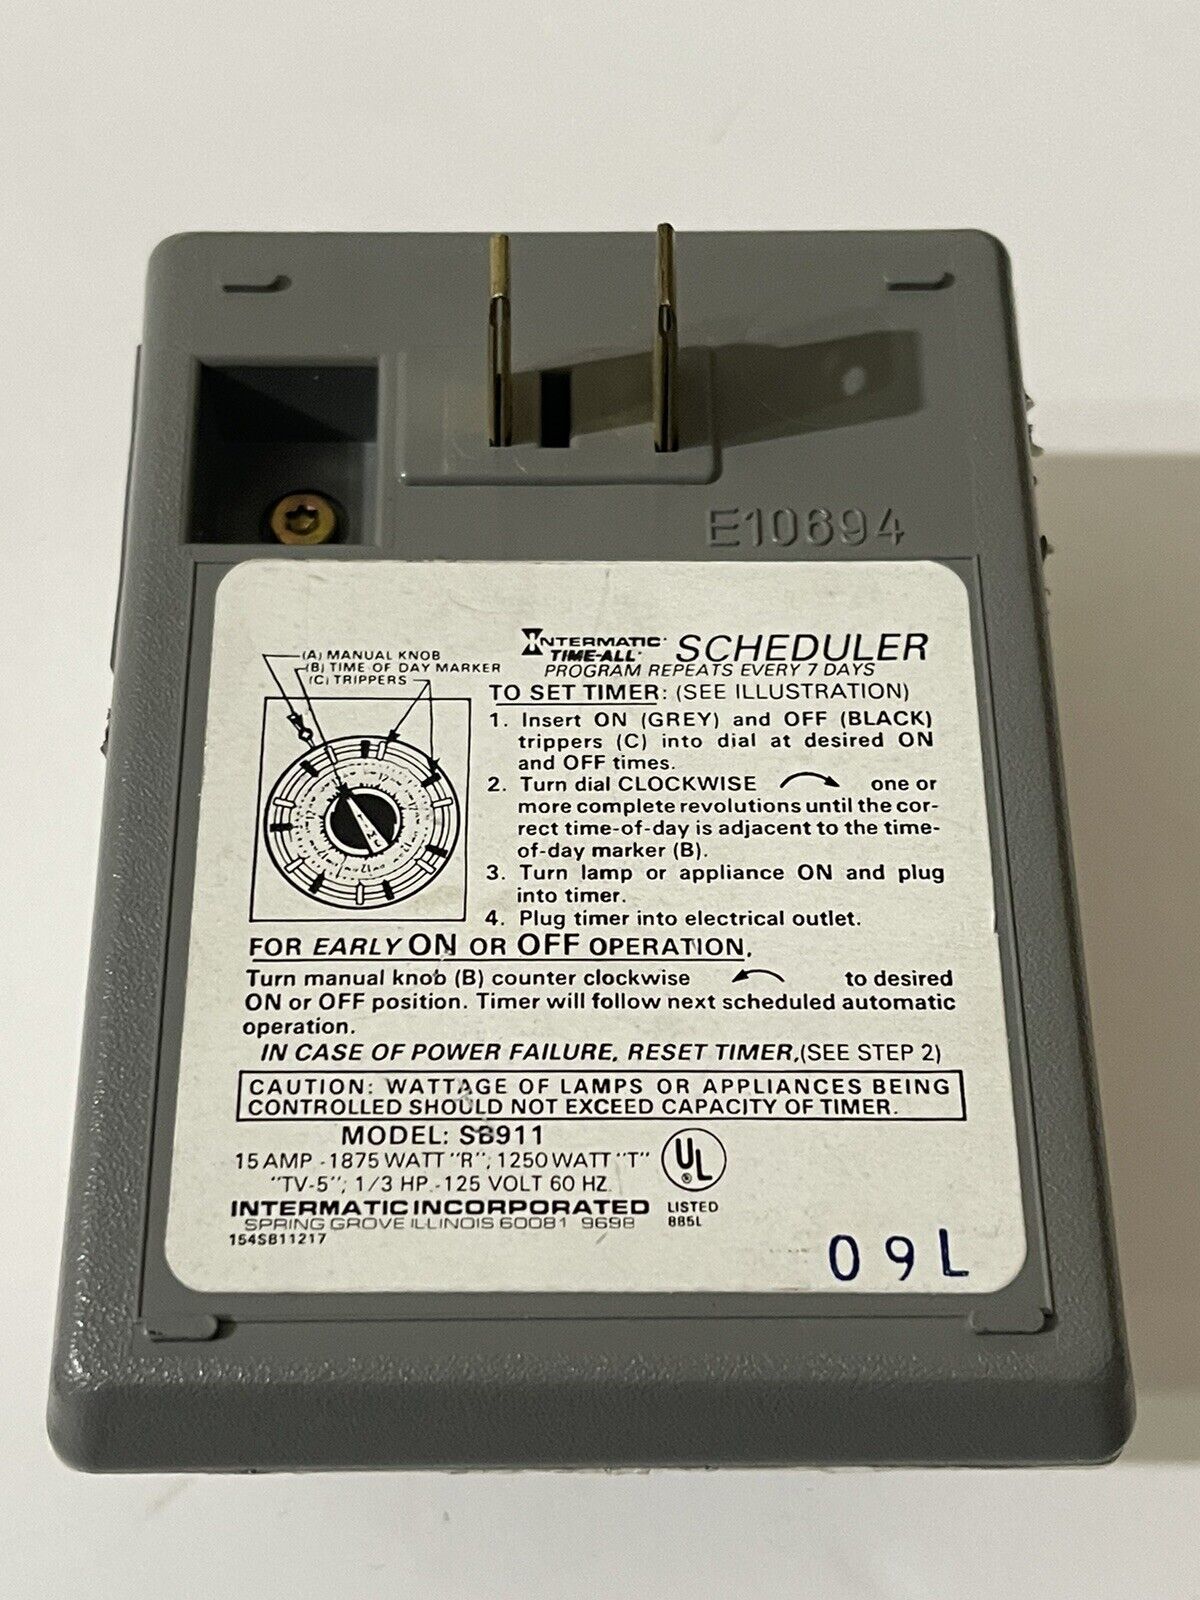 E10694
INTERMATIC® SCHEDULER
TIME-ALL®
PROGRAM REPEATS EVERY 7 DAYS
(A) MANUAL KNOB
(B) TIME OF DAY MARKER
(C) TRIPPERS
TO SET TIMER: (SEE ILLUSTRATION)
1. Insert ON (GREY) and OFF (BLACK)
trippers (C) into dial at desired ON
and OFF times.
2. Turn dial CLOCKWISE one or
more complete revolutions until the cor-
rect time-of-day is adjacent to the time-
of-day marker (B).
3. Turn lamp or appliance ON and plug
into timer.
4. Plug timer into electrical outlet.
FOR EARLY ON OR OFF OPERATION,
Turn manual knob (B) counter clockwise to desired
ON or OFF position. Timer will follow next scheduled automatic
operation.
IN CASE OF POWER FAILURE, RESET TIMER,(SEE STEP 2)
CAUTION: WATTAGE OF LAMPS OR APPLIANCES BEING
CONTROLLED SHOULD NOT EXCEED CAPACITY OF TIMER.
MODEL: SB911
15 AMP - 1875 WATT "R"; 1250 WATT "T"
"TV-5"; 1/3 HP - 125 VOLT 60 HZ.
INTERMATIC INCORPORATED
SPRING GROVE ILLINOIS 60081 9698
154SB11217
UL®
LISTED
885L
09L